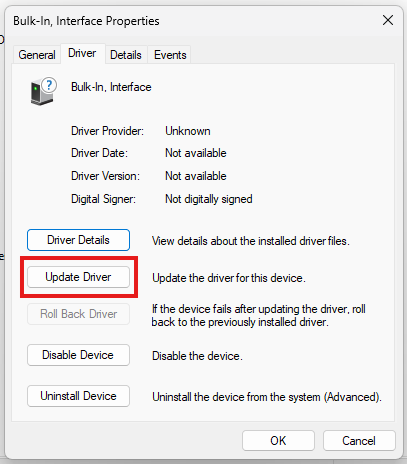 Bulk-In, Interface Properties
General Driver Details Events
Bulk-In, Interface
Driver Provider: Unknown
Driver Date: Not available
Driver Version: Not available
Digital Signer: Not digitally signed
Driver Details View details about the installed driver files.
Update Driver Update the driver for this device.
Roll Back Driver If the device fails after updating the driver, roll
back to the previously installed driver.
Disable Device Disable the device.
Uninstall Device Uninstall the device from the system (Advanced).
OK Cancel